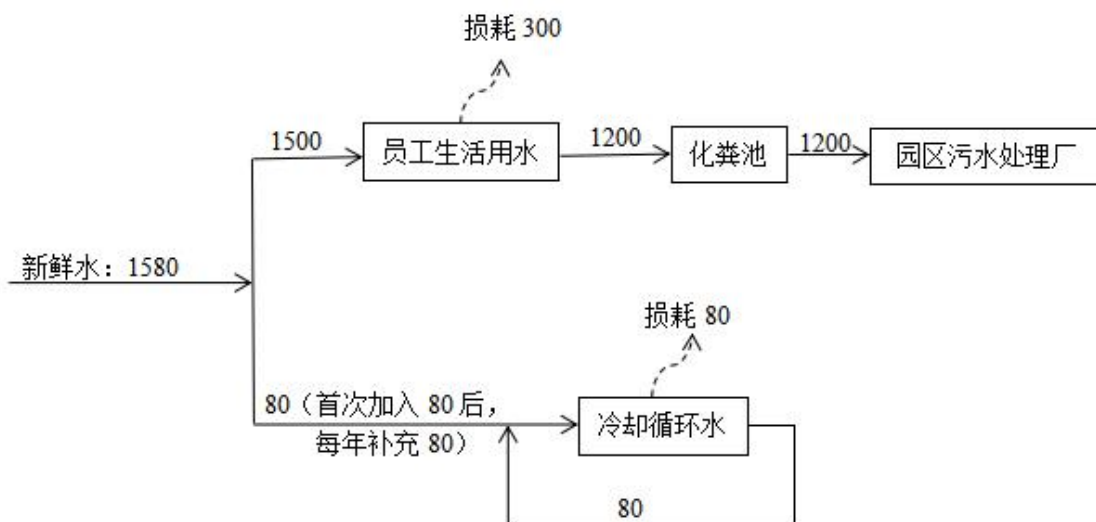 损耗 300
1500
员工生活用水
1200
化粪池
1200
园区污水处理厂
新鲜水：1580
损耗 80
80（首次加入 80 后，
每年补充 80）
冷却循环水
80